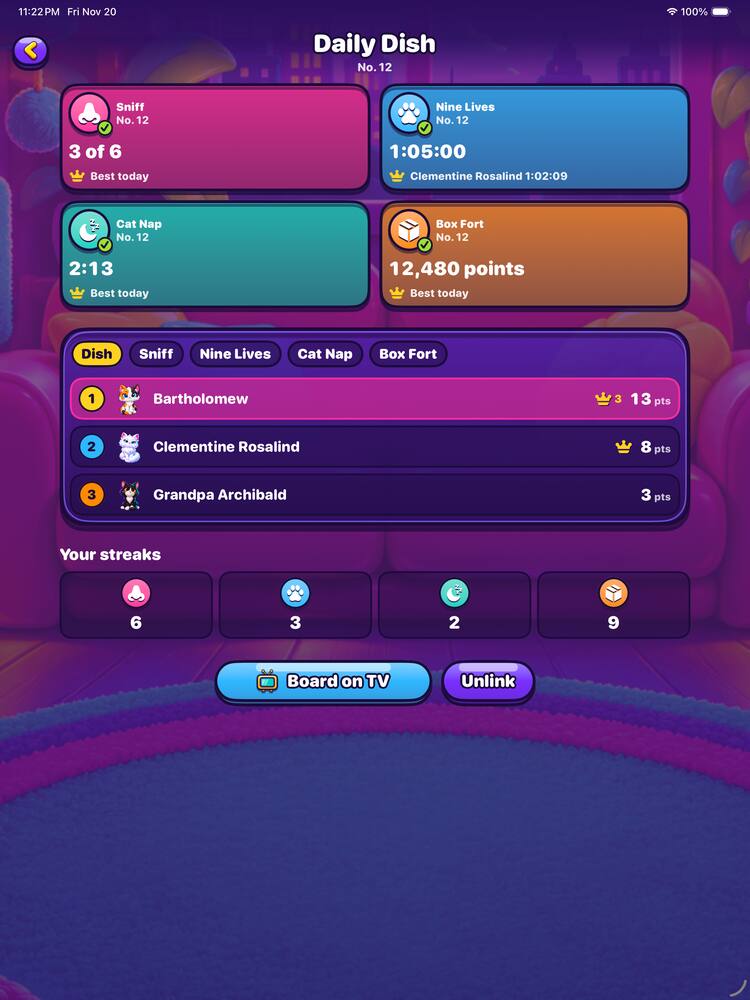 11:22 PM Fri Nov 20
100%
Daily Dish
No. 12
Sniff
No. 12
3 of 6
Best today
Nine Lives
No. 12
1:05:00
Clementine Rosalind 1:02:09
Cat Nap
No. 12
2:13
Best today
Box Fort
No. 12
12,480 points
Best today
Dish Sniff Nine Lives Cat Nap Box Fort
1 Bartholomew 3 13 pts
2 Clementine Rosalind 8 pts
3 Grandpa Archibald 3 pts
Your streaks
6 3 2 9
Board on TV Unlink